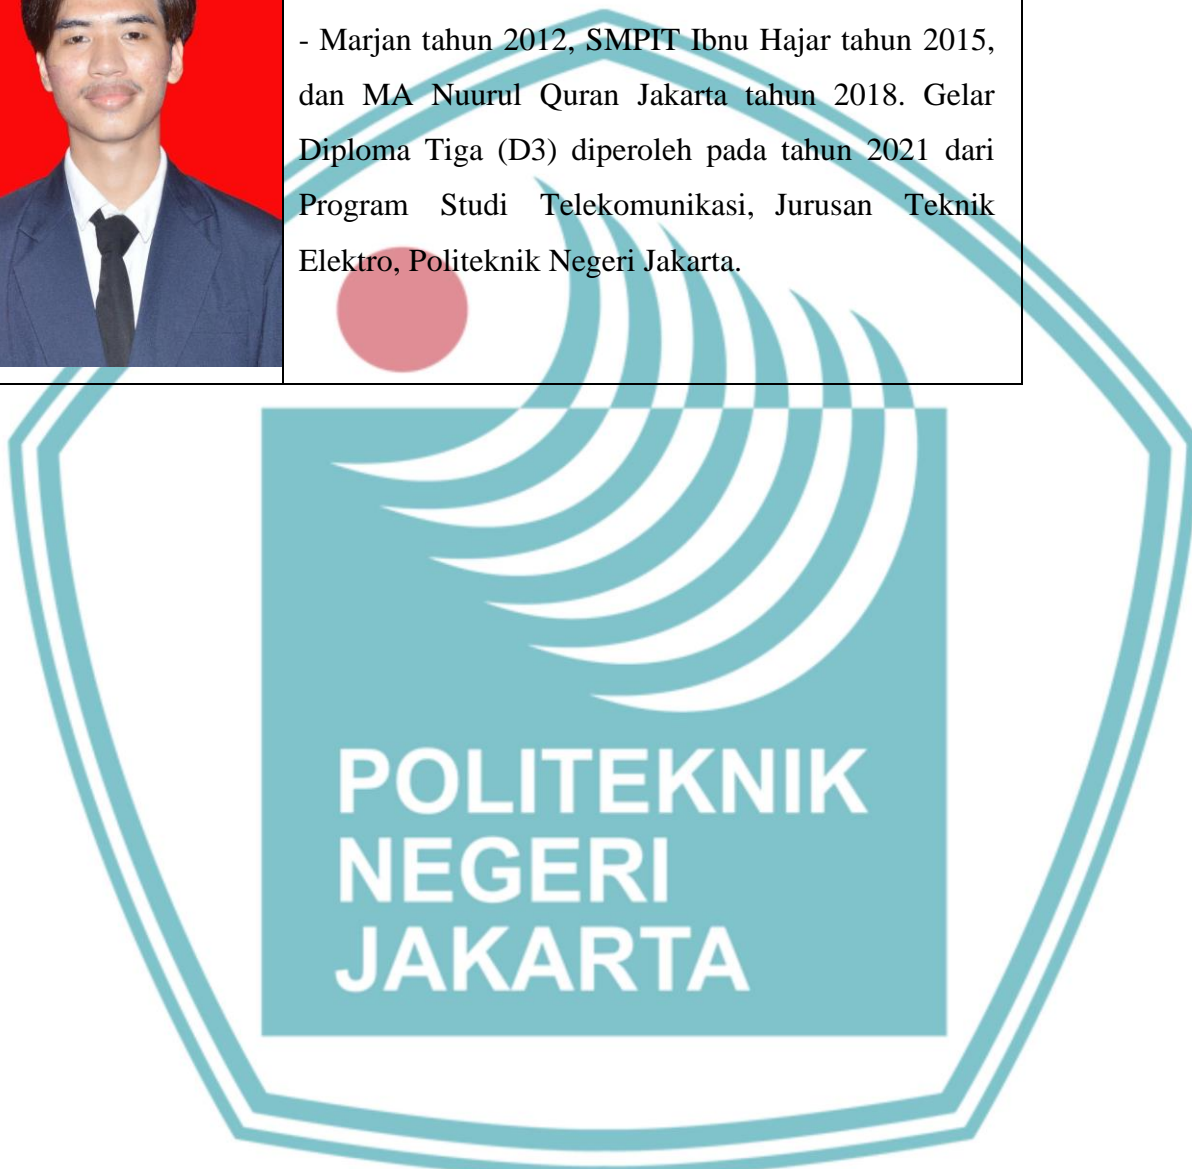 - Marjan tahun 2012, SMPIT Ibnu Hajar tahun 2015,
dan MA Nuurul Quran Jakarta tahun 2018. Gelar
Diploma Tiga (D3) diperoleh pada tahun 2021 dari
Program Studi Telekomunikasi, Jurusan Teknik
Elektro, Politeknik Negeri Jakarta.
POLITEKNIK
NEGERI
JAKARTA